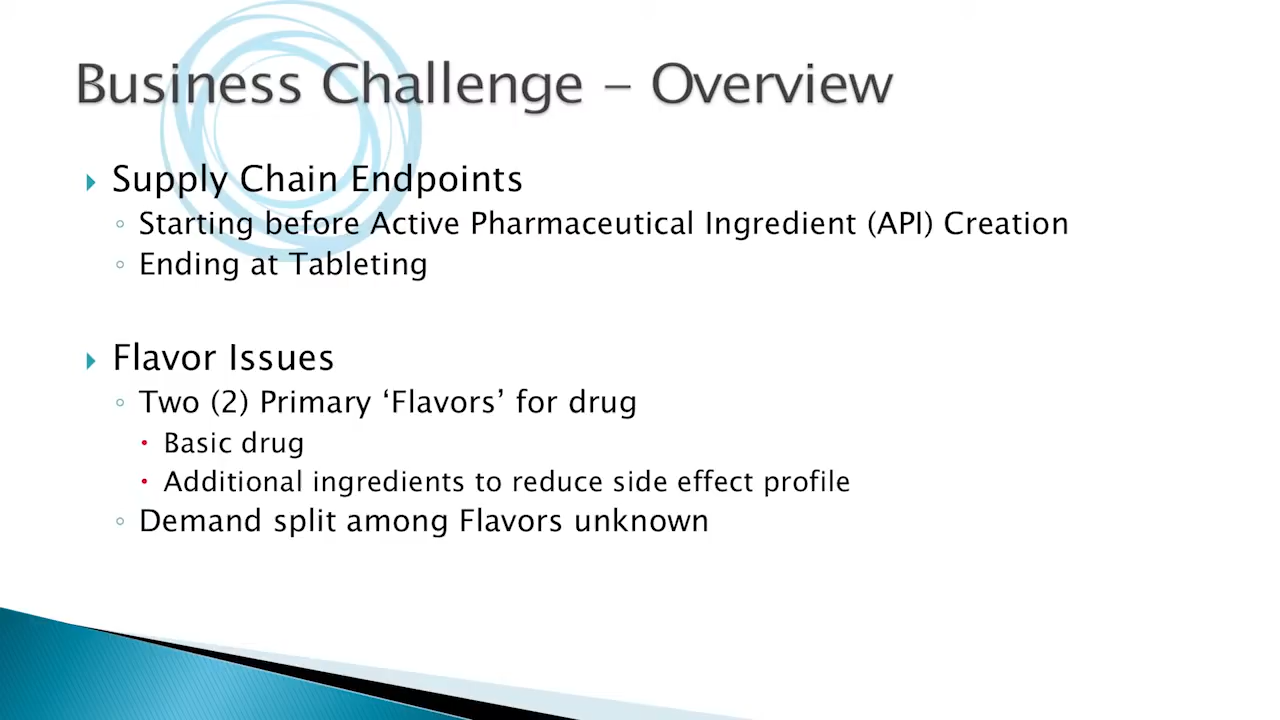 Business Challenge – Overview
Supply Chain Endpoints
Starting before Active Pharmaceutical Ingredient (API) Creation
Ending at Tableting
Flavor Issues
Two (2) Primary ‘Flavors’ for drug
Basic drug
Additional ingredients to reduce side effect profile
Demand split among Flavors unknown